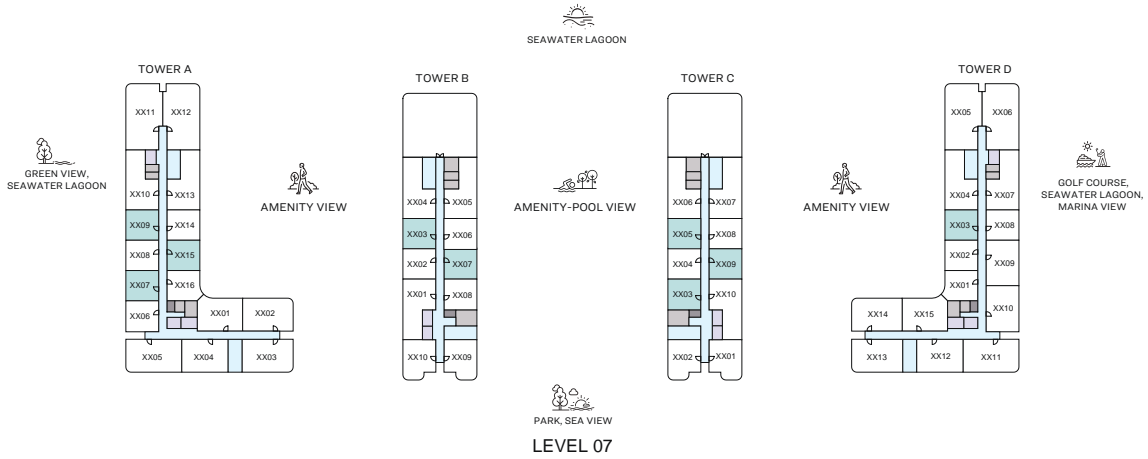 SEAWATER LAGOON
TOWER A
TOWER B
TOWER C
TOWER D
GREEN VIEW,
SEAWATER LAGOON
AMENITY VIEW
AMENITY-POOL VIEW
AMENITY VIEW
GOLF COURSE,
SEAWATER LAGOON,
MARINA VIEW
XX11 XX12
XX10 XX13
XX09 XX14
XX08 XX15
XX07 XX16
XX06 XX01 XX02
XX05 XX04 XX03
XX04 XX05
XX03 XX06
XX02 XX07
XX01 XX08
XX10 XX09
XX06 XX07
XX05 XX08
XX04 XX09
XX03 XX10
XX02 XX01
XX05 XX06
XX04 XX07
XX03 XX08
XX02 XX09
XX01
XX10
XX14 XX15
XX13 XX12 XX11
PARK, SEA VIEW
LEVEL 07